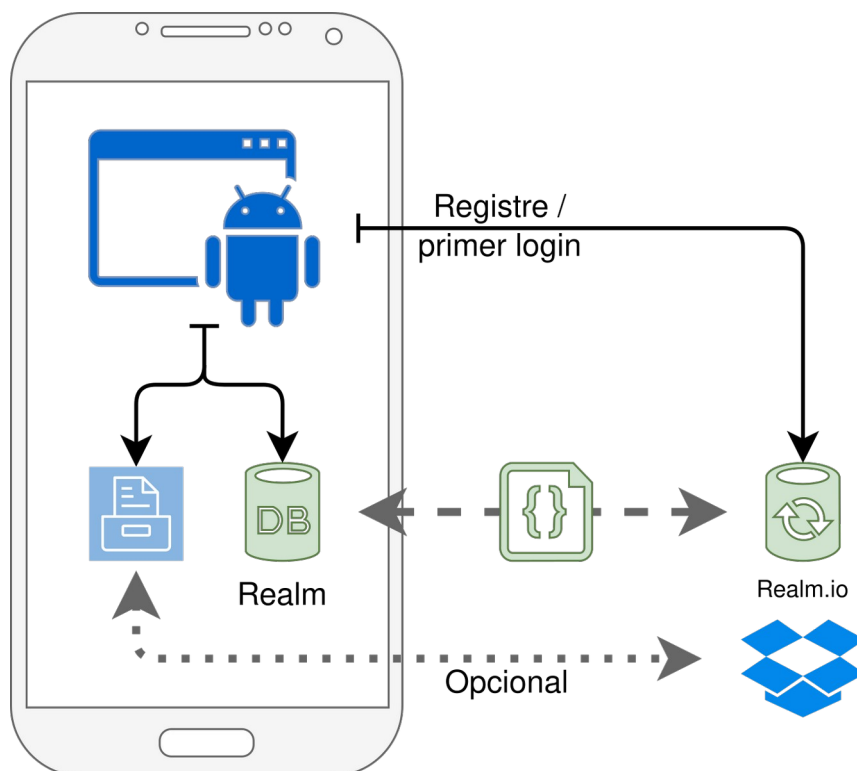 Registre /
primer login
DB
{}
Realm
Realm.io
Opcional